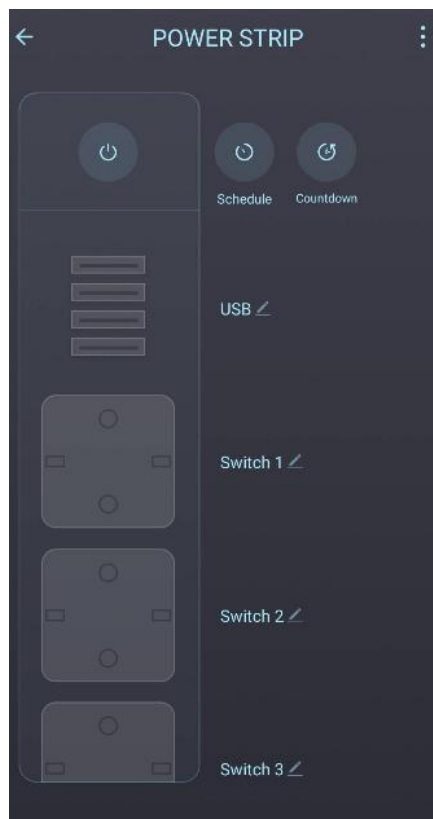 POWER STRIP
Schedule Countdown
USB
Switch 1
Switch 2
Switch 3